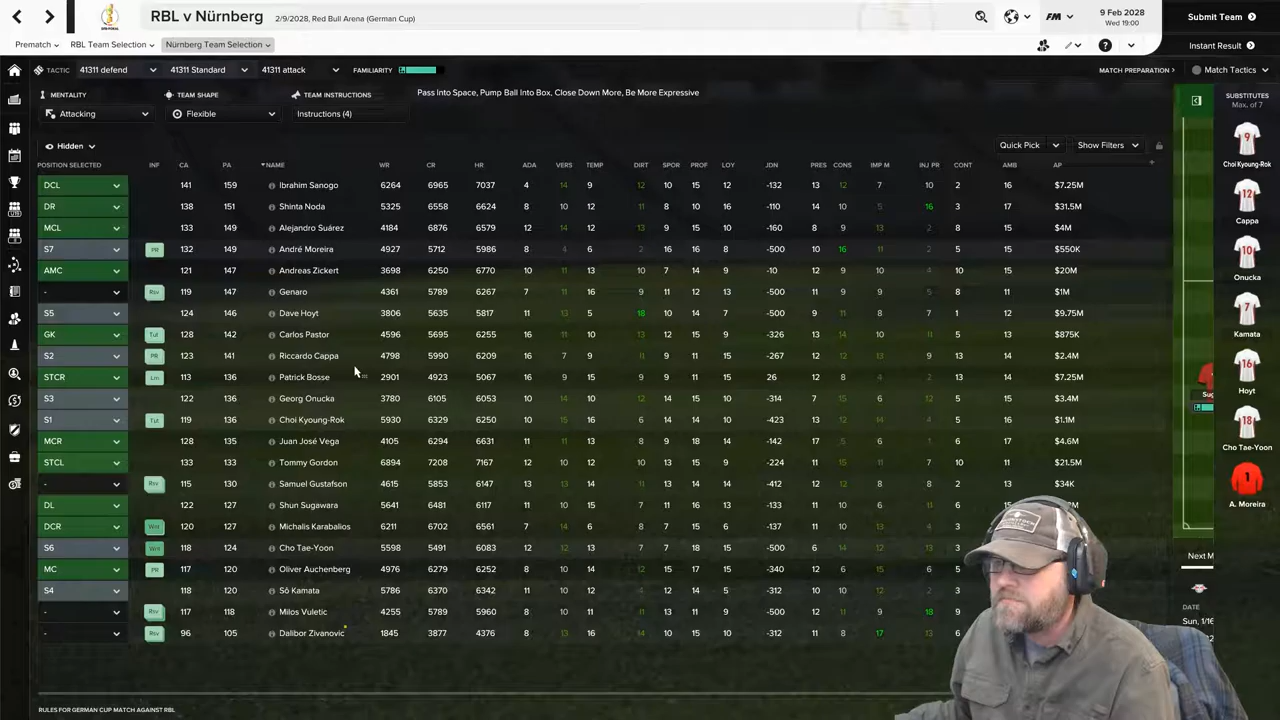 RBL v Nürnberg 2/9/2028, Red Bull Arena (German Cup) FM 9 Feb 2028 Wed 19:00 Submit Team
Prematch RBL Team Selection Nürnberg Team Selection Instant Result
TACTIC 41311 defend 41311 Standard 41311 attack FAMILIARITY MATCH PREPARATION > Match Tactics
MENTALITY TEAM SHAPE TEAM INSTRUCTIONS Pass Into Space, Pump Ball Into Box, Close Down More, Be More Expressive
Attacking Flexible Instructions (4)
Hidden Quick Pick Show Filters
POSITION SELECTED INF CA PA NAME WR CR HR ADA VERS TEMP DIRT SPOR PROF LOY JDN PRES CONS IMP M INJ PR CONT AMB AP
DCL 141 159 Ibrahim Sanogo 6264 6965 7037 4 14 9 12 10 15 12 -132 13 12 7 10 2 16 $7.25M
DR 138 151 Shinta Noda 5325 6558 6624 8 10 12 11 8 10 16 -110 14 10 5 16 3 17 $31.5M
MCL 133 149 Alejandro Suárez 4184 6876 6579 12 14 12 13 9 14 12 -160 8 9 13 2 8 15 $4M
S7 PR 132 149 André Moreira 4927 5712 5986 8 4 6 2 16 16 8 -500 10 16 11 2 5 15 $550K
AMC 121 147 Andreas Zickert 3698 6250 6770 10 11 13 10 7 14 9 -10 12 9 10 4 10 15 $20M
- Rsv 119 147 Genaro 4361 5789 6267 7 11 16 9 11 12 13 -500 9 9 13 5 8 11 $1M
S5 124 146 Dave Hoyt 3806 5635 5817 11 13 5 18 10 14 7 -500 9 11 8 7 1 12 $9.75M
GK Tut 128 142 Carlos Pastor 4596 5695 6255 16 11 10 13 12 15 9 -326 14 10 10 11 5 13 $875K
S2 PR 123 141 Riccardo Cappa 4798 5990 6209 16 7 9 11 9 11 15 -267 12 12 13 9 13 14 $2.4M
STCR Lrn 113 136 Patrick Bosse 2901 4923 5067 16 9 15 9 9 11 15 26 12 8 4 2 13 14 $7.25M
S3 122 136 Georg Onucka 3780 6105 6053 14 10 10 12 14 11 10 -314 7 15 6 12 5 15 $3.4M
S1 Tut 119 136 Choi Kyoung-Rok 5930 6329 6250 10 15 16 6 14 14 10 -423 13 12 14 4 5 16 $1.1M
MCR 128 135 Juan José Vega 4105 6294 6631 11 11 13 8 9 18 14 -142 17 5 6 1 6 17 $4.6M
STCL 133 133 Tommy Gordon 6894 7208 7167 12 10 12 10 13 15 9 -224 11 15 11 7 10 11 $21.5M
- Rsv 115 130 Samuel Gustafson 4615 5853 6147 13 13 14 11 13 14 14 -412 12 8 8 8 2 13 $34K
DL 122 127 Shun Sugawara 5641 6481 6117 12 10 15 7 11 16 13 -133 11 10 6 11 6 15
DCR Wnt 120 127 Michalis Karabalios 6211 6702 6561 7 14 6 8 7 15 6 -137 11 10 13 4 3
S6 Wnt 118 124 Cho Tae-Yoon 5598 5491 6083 12 12 13 7 7 18 15 -500 6 14 12 13 3
MC PR 117 120 Oliver Auchenberg 4976 6279 6252 8 10 14 12 15 17 15 -340 12 6 15 6 4
S4 118 120 Sō Kamata 5786 6370 6342 11 10 12 4 12 14 5 -312 10 10 12 9 2
- Rsv 117 118 Milos Vuletic 4255 5789 5960 8 10 11 11 13 11 9 -500 12 11 9 18 9
- Rsv 96 105 Dalibor Zivanovic 1845 3877 4376 8 13 16 14 10 15 10 -312 11 8 17 13 6
RULES FOR GERMAN CUP MATCH AGAINST RBL
SUBSTITUTES
Max. of 7
9
Choi Kyoung-Rok
12
Cappa
10
Onucka
7
Kamata
16
Hoyt
18
Cho Tae-Yoon
1
A. Moreira
Sug
Next M
DATE
Sun, 1/16